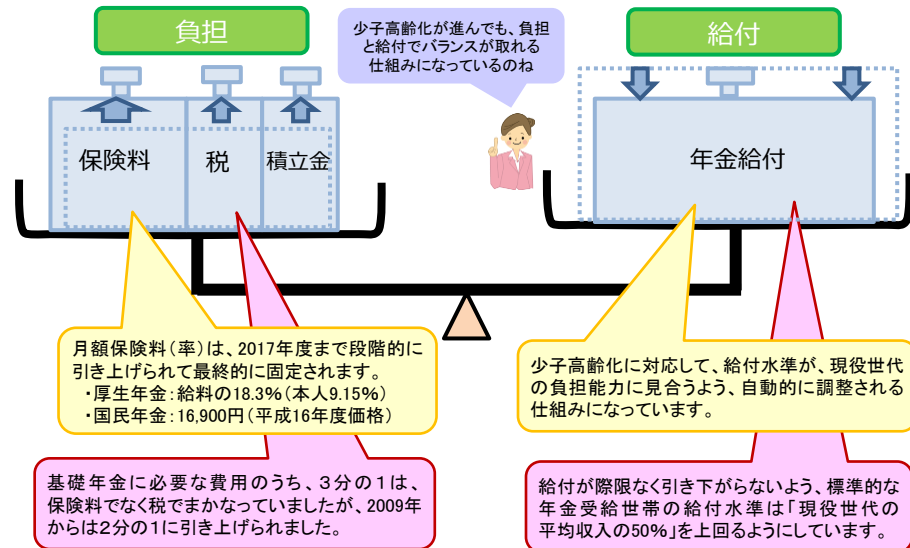 負担
少子高齢化が進んでも、負担
と給付でバランスが取れる
仕組みになっているのね
給付
保険料
税
積立金
年金給付
月額保険料(率)は、2017年度まで段階的に
引き上げられて最終的に固定されます。
・厚生年金:給料の18.3%(本人9.15%)
・国民年金:16,900円(平成16年度価格)
少子高齢化に対応して、給付水準が、現役世代
の負担能力に見合うよう、自動的に調整される
仕組みになっています。
基礎年金に必要な費用のうち、3分の1は、
保険料でなく税でまかなっていましたが、2009年
からは2分の1に引き上げられました。
給付が際限なく引き下がらないよう、標準的な
年金受給世帯の給付水準は「現役世代の
平均収入の50%」を上回るようにしています。